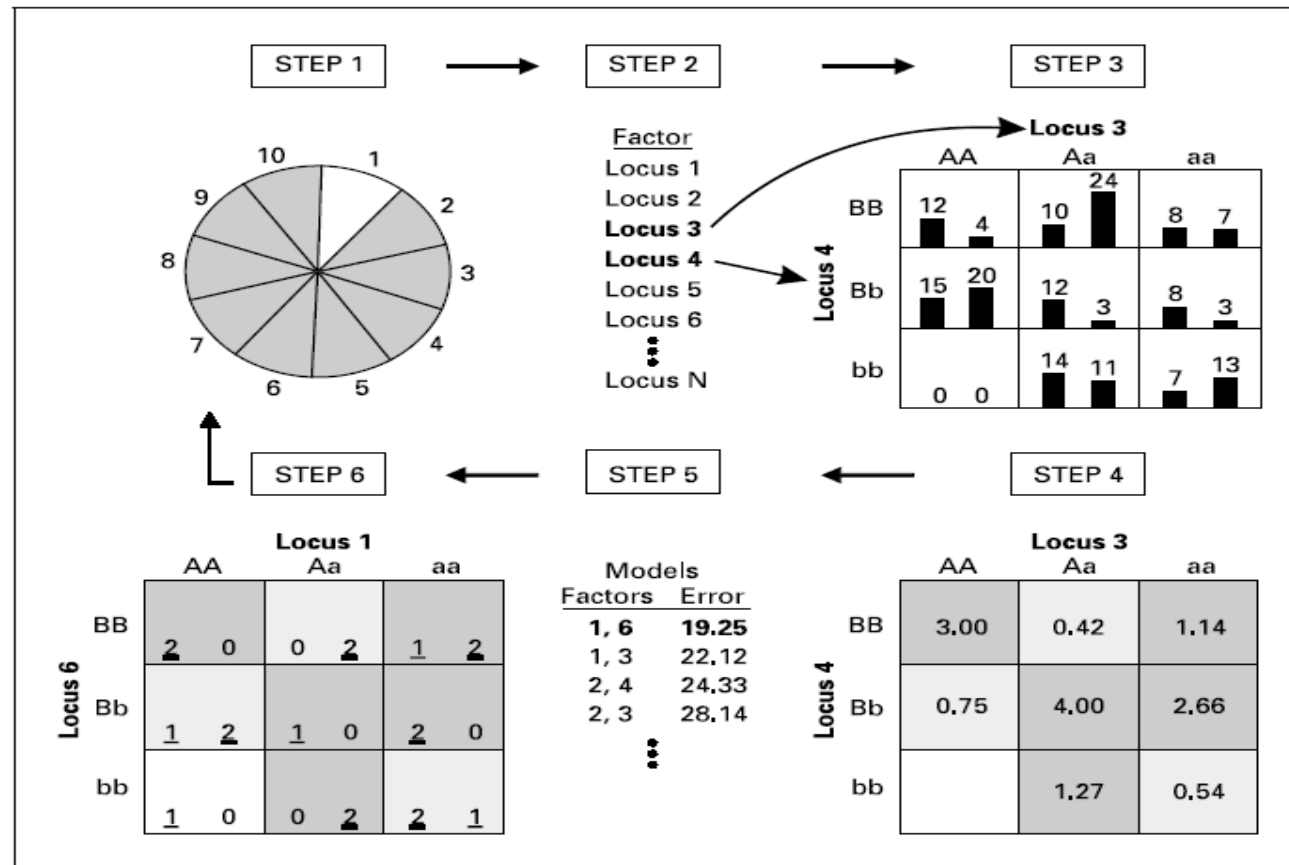 STEP 1
STEP 2
STEP 3
10 1
9 2
8 3
7 4
6 5
Factor
Locus 1
Locus 2
Locus 3
Locus 4
Locus 5
Locus 6
Locus N
Locus 3
AA Aa aa
Locus 4
BB 12 4 10 24 8 7
Bb 15 20 12 3 8 3
bb 0 0 14 11 7 13
STEP 6
STEP 5
STEP 4
Locus 1
AA Aa aa
Locus 6
BB 2 0 0 2 1 2
Bb 1 2 1 0 2 0
bb 1 0 0 2 2 1
Models
Factors Error
1, 6 19.25
1, 3 22.12
2, 4 24.33
2, 3 28.14
Locus 3
AA Aa aa
Locus 4
BB 3.00 0.42 1.14
Bb 0.75 4.00 2.66
bb 1.27 0.54